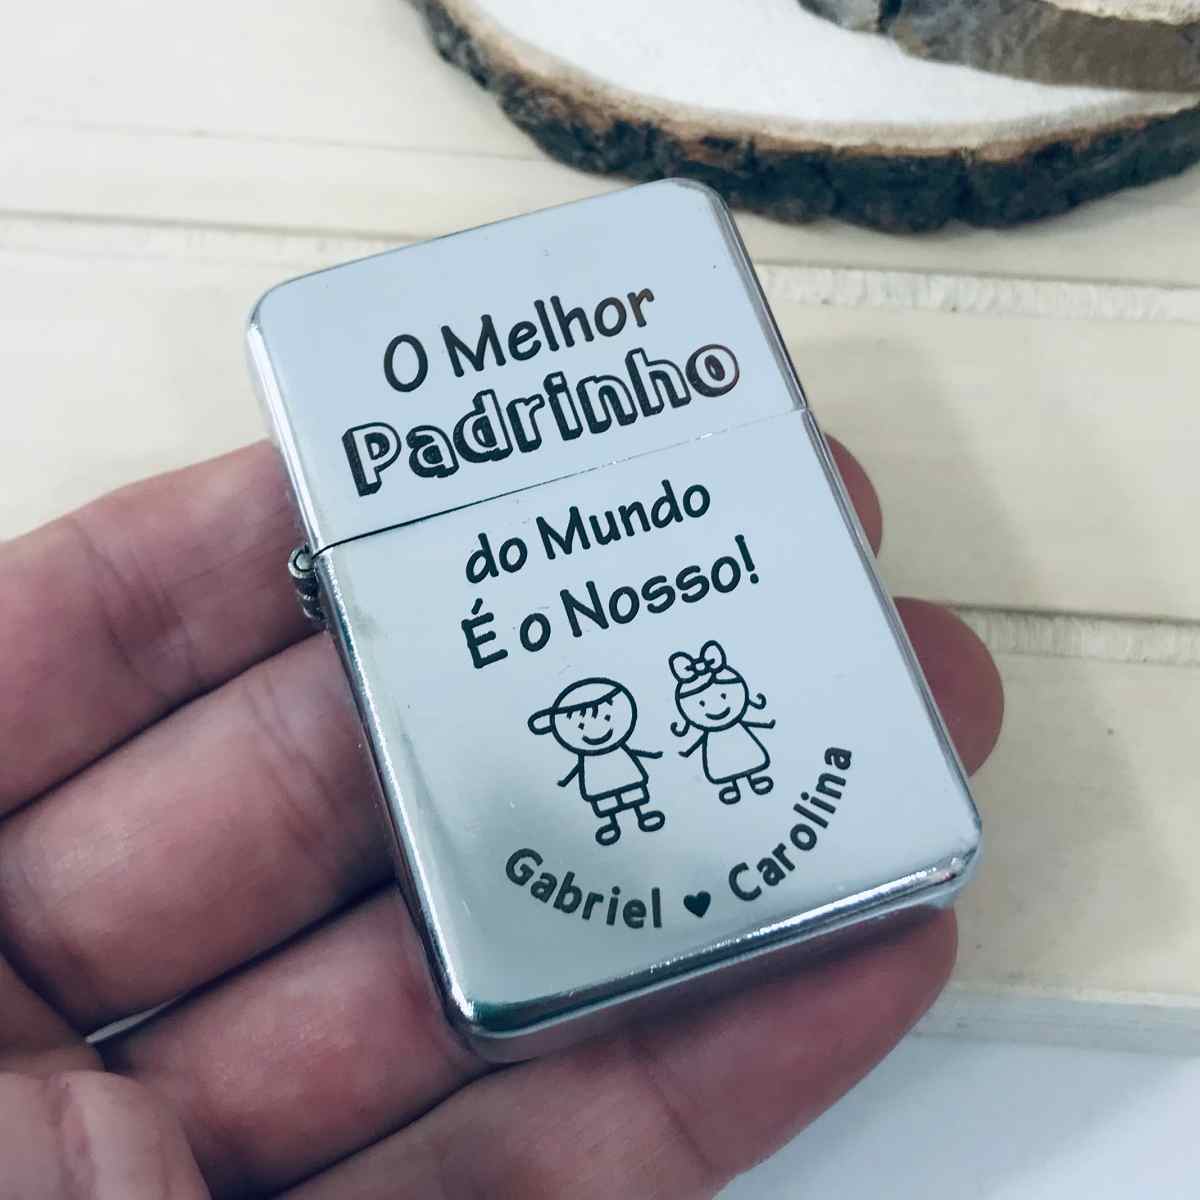 O Melhor
Padrinho
do Mundo
É o Nosso!
Gabriel ♥ Carolina